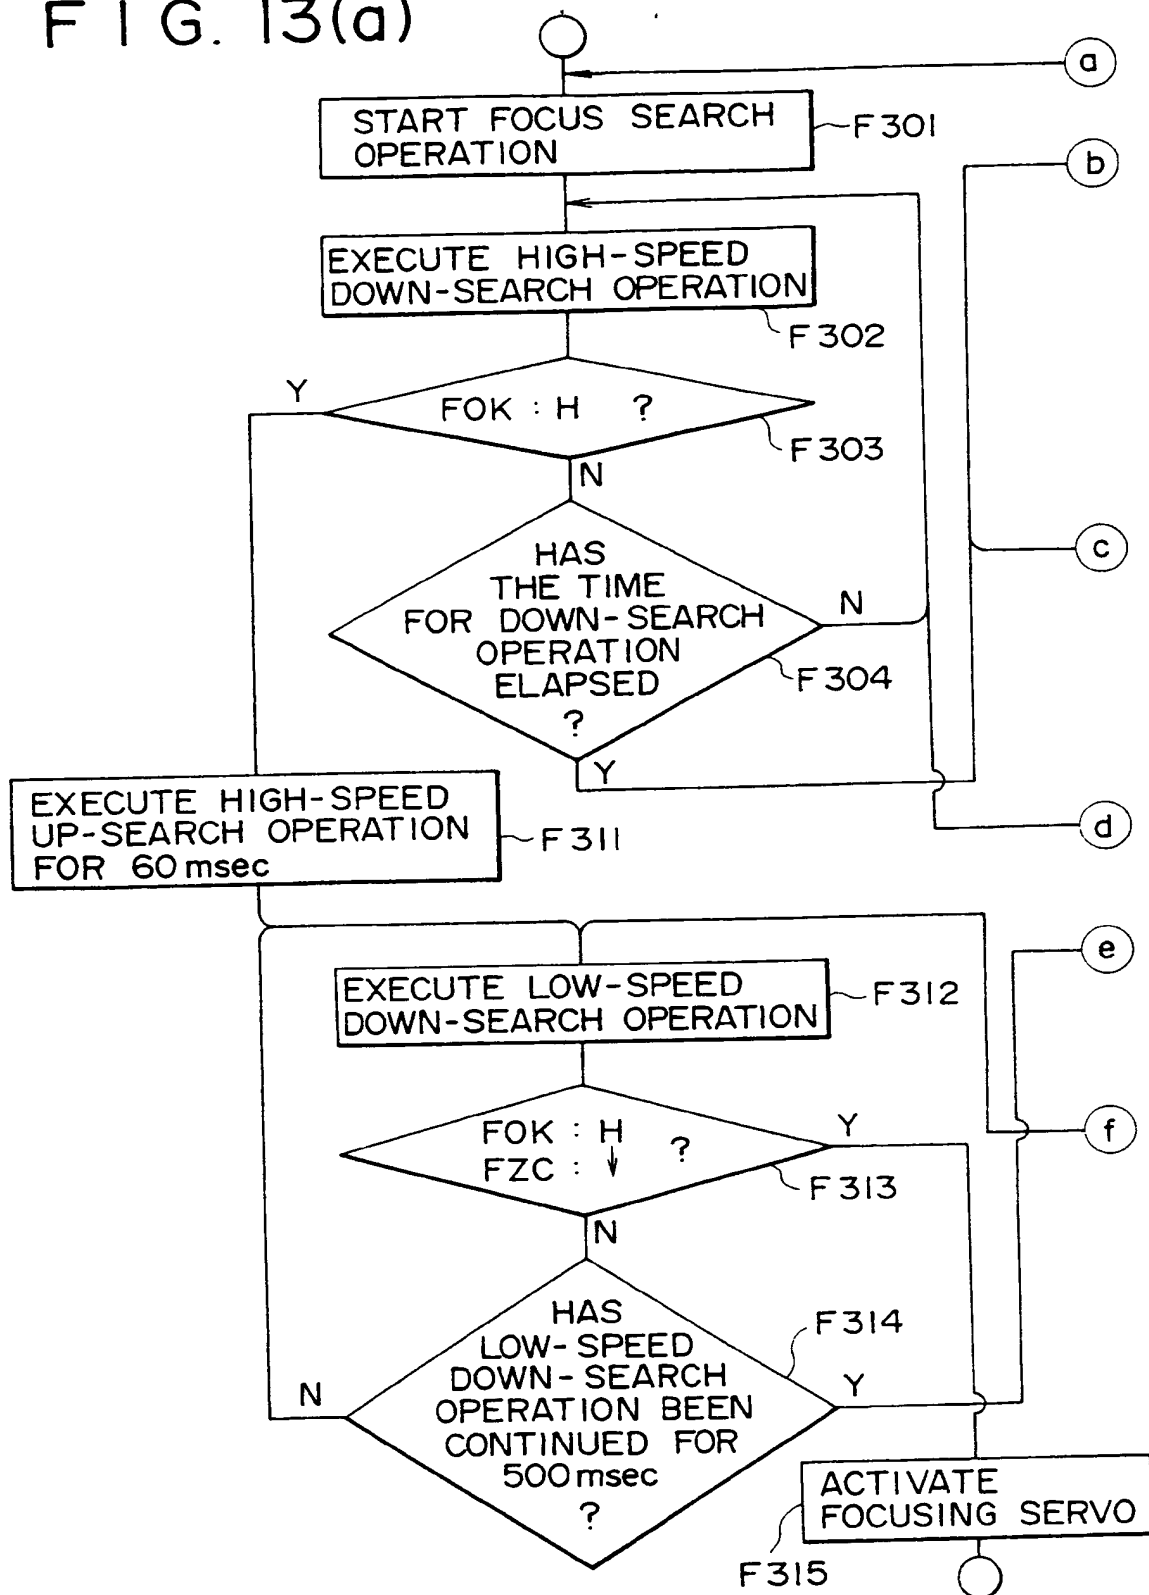 FIG. 13(a)
a
START FOCUS SEARCH
OPERATION
F301
b
EXECUTE HIGH-SPEED
DOWN-SEARCH OPERATION
F302
Y
FOK : H ?
F303
N
c
HAS
THE TIME
FOR DOWN-SEARCH
OPERATION
ELAPSED
?
N
F304
Y
d
EXECUTE HIGH-SPEED
UP-SEARCH OPERATION
FOR 60 msec
F311
e
EXECUTE LOW-SPEED
DOWN-SEARCH OPERATION
F312
FOK : H
FZC : ↓
?
Y
f
F313
N
HAS
LOW-SPEED
DOWN-SEARCH
OPERATION BEEN
CONTINUED FOR
500 msec
?
F314
N
Y
ACTIVATE
FOCUSING SERVO
F315